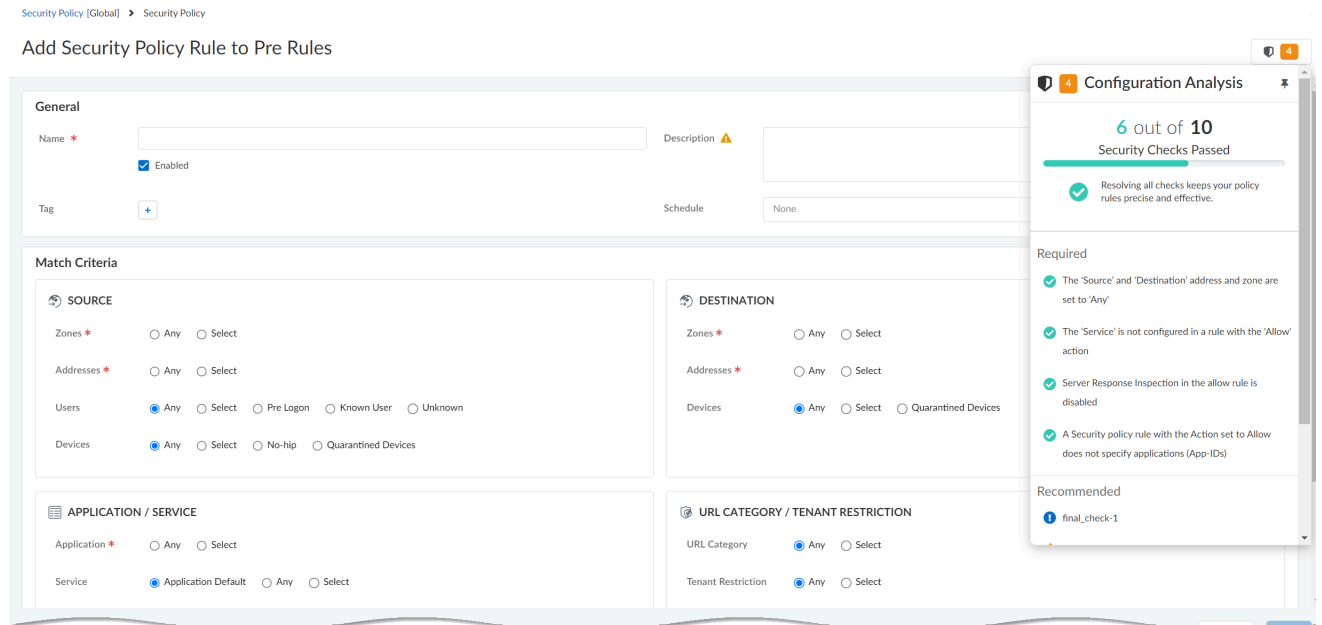 Security Policy [Global] > Security Policy
Add Security Policy Rule to Pre Rules
4
General
Name *
Enabled
Tag
+
Description
Schedule
None
Match Criteria
SOURCE
Zones * Any Select
Addresses * Any Select
Users Any Select Pre Logon Known User Unknown
Devices Any Select No-hip Quarantined Devices
DESTINATION
Zones * Any Select
Addresses * Any Select
Devices Any Select Quarantined Devices
APPLICATION / SERVICE
Application * Any Select
Service Application Default Any Select
URL CATEGORY / TENANT RESTRICTION
URL Category Any Select
Tenant Restriction Any Select
4 Configuration Analysis
6 out of 10
Security Checks Passed
Resolving all checks keeps your policy
rules precise and effective.
Required
The 'Source' and 'Destination' address and zone are
set to 'Any'
The 'Service' is not configured in a rule with the 'Allow'
action
Server Response Inspection in the allow rule is
disabled
A Security policy rule with the Action set to Allow
does not specify applications (App-IDs)
Recommended
final_check-1